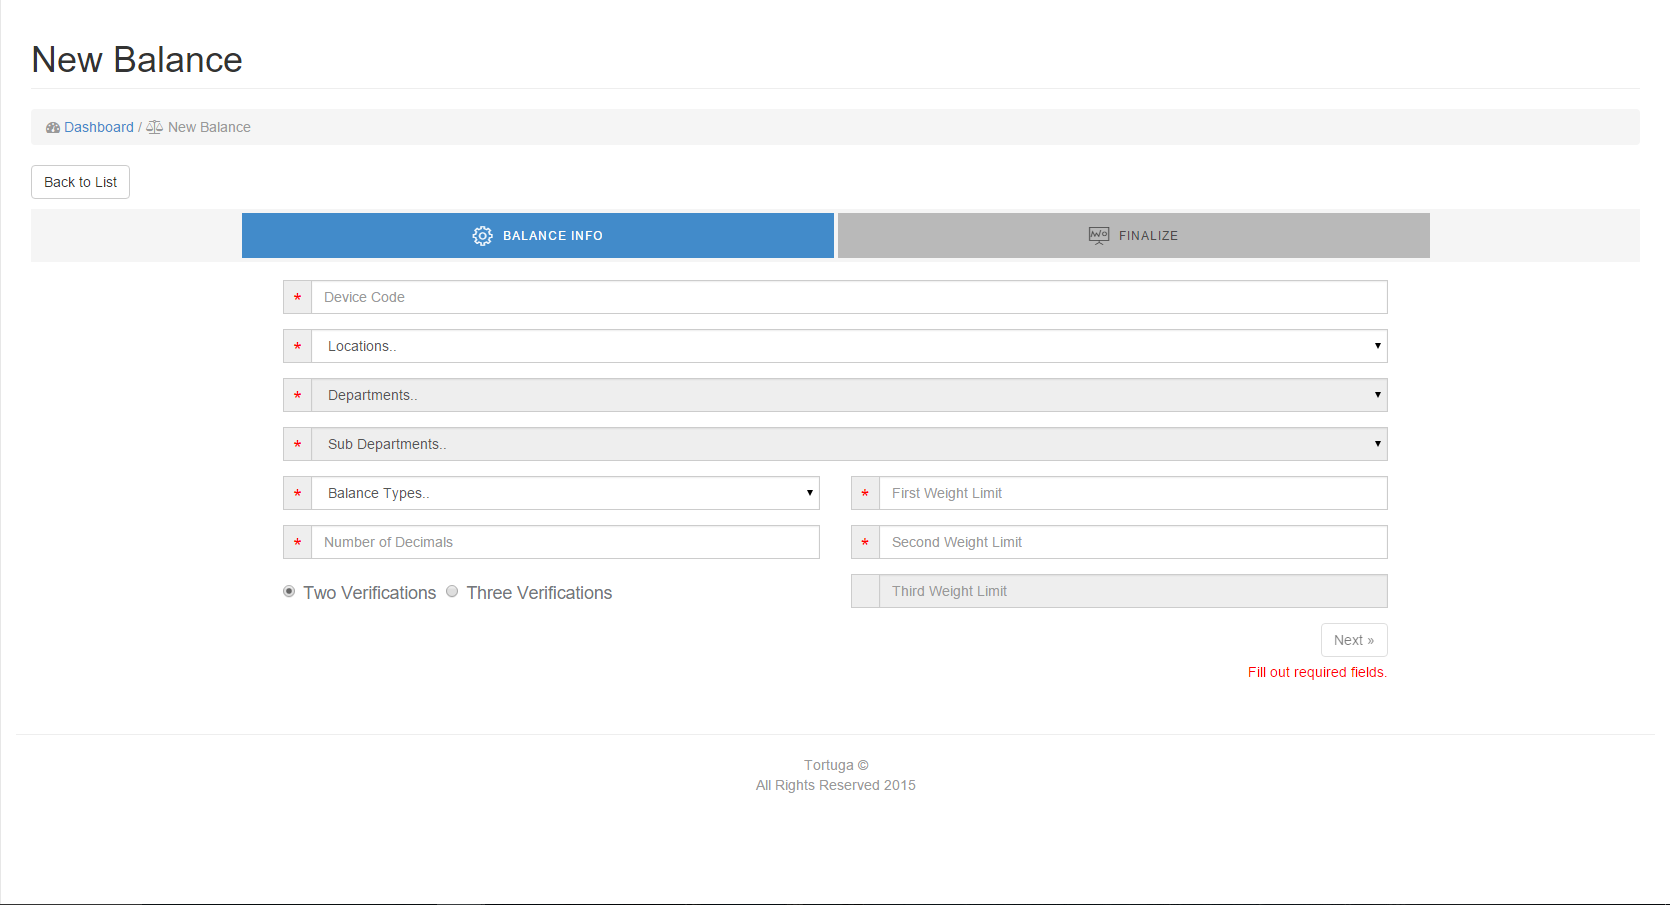 New Balance
Dashboard / New Balance
Back to List
BALANCE INFO
FINALIZE
* Device Code
* Locations..
* Departments..
* Sub Departments..
* Balance Types..
* First Weight Limit
* Number of Decimals
* Second Weight Limit
Two Verifications Three Verifications
Third Weight Limit
Next »
Fill out required fields.
Tortuga ©
All Rights Reserved 2015